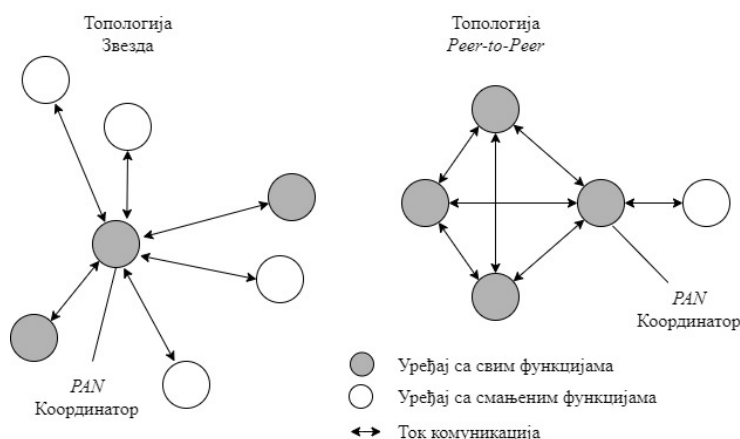 Топологија
Звезда
Топологија
Peer-to-Peer
PAN
Координатор
PAN
Координатор
Уређај са свим функцијама
Уређај са смањеним функцијама
Ток комуникација